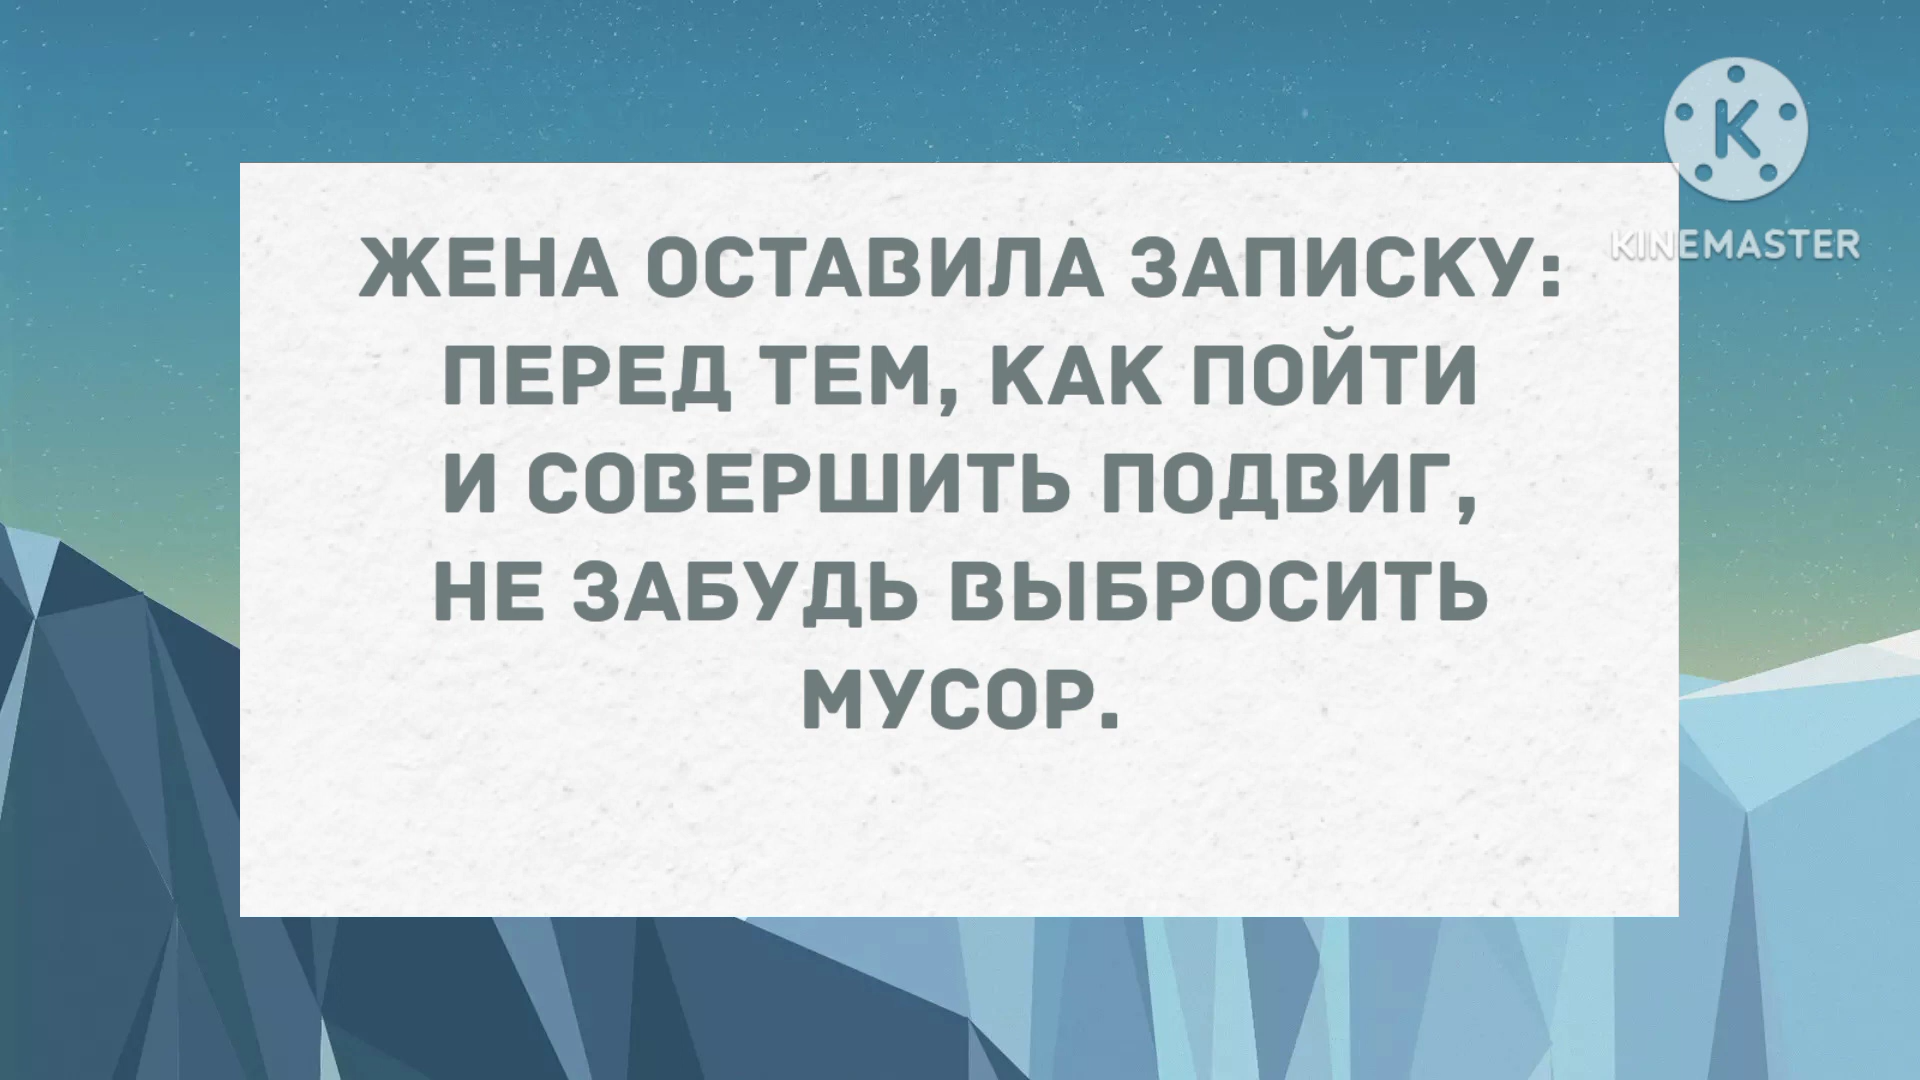 K
KINEMASTER
ЖЕНА ОСТАВИЛА ЗАПИСКУ:
ПЕРЕД ТЕМ, КАК ПОЙТИ
И СОВЕРШИТЬ ПОДВИГ,
НЕ ЗАБУДЬ ВЫБРОСИТЬ
МУСОР.